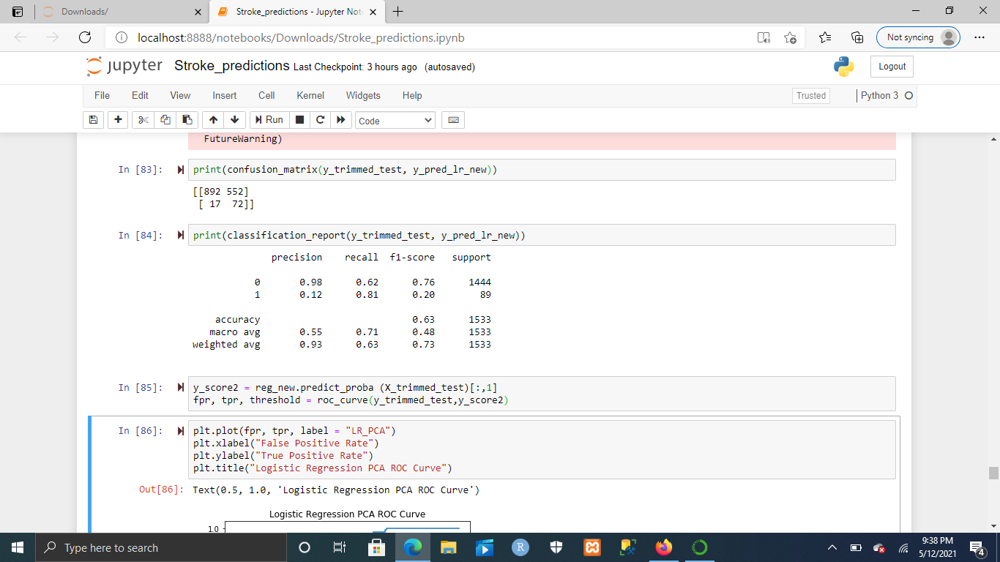 Downloads/
Stroke_predictions - Jupyter Not
localhost:8888/notebooks/Downloads/Stroke_predictions.ipynb
Not syncing
jupyter Stroke_predictions Last Checkpoint: 3 hours ago (autosaved)
Logout
File Edit View Insert Cell Kernel Widgets Help
Trusted
Python 3
Run
Code
FutureWarning)
In [83]: print(confusion_matrix(y_trimmed_test, y_pred_lr_new))
[[892 552]
[ 17 72]]
In [84]: print(classification_report(y_trimmed_test, y_pred_lr_new))
precision recall f1-score support
0 0.98 0.62 0.76 1444
1 0.12 0.81 0.20 89
accuracy 0.63 1533
macro avg 0.55 0.71 0.48 1533
weighted avg 0.93 0.63 0.73 1533
In [85]: y_score2 = reg_new.predict_proba (X_trimmed_test)[:,1]
fpr, tpr, threshold = roc_curve(y_trimmed_test,y_score2)
In [86]: plt.plot(fpr, tpr, label = "LR_PCA")
plt.xlabel("False Positive Rate")
plt.ylabel("True Positive Rate")
plt.title("Logistic Regression PCA ROC Curve")
Out[86]: Text(0.5, 1.0, 'Logistic Regression PCA ROC Curve')
Logistic Regression PCA ROC Curve
1.0
Type here to search
R
9:38 PM
5/12/2021
4